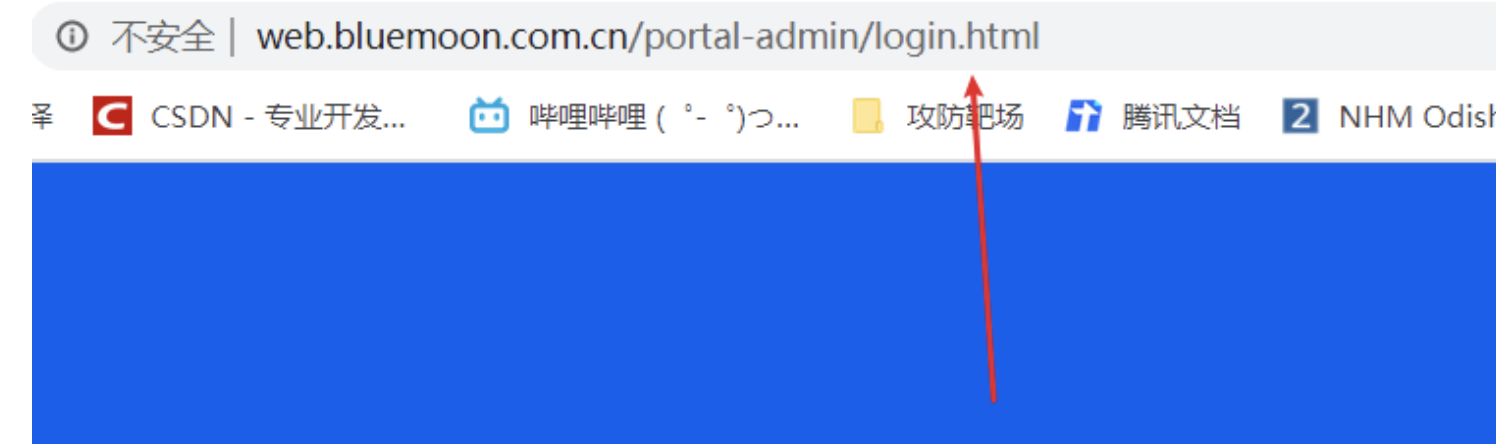 不安全 | web.bluemoon.com.cn/portal-admin/login.html
译 CSDN - 专业开发... 哔哩哔哩 ( ゜- ゜)つ... 攻防靶场 腾讯文档 2 NHM Odish